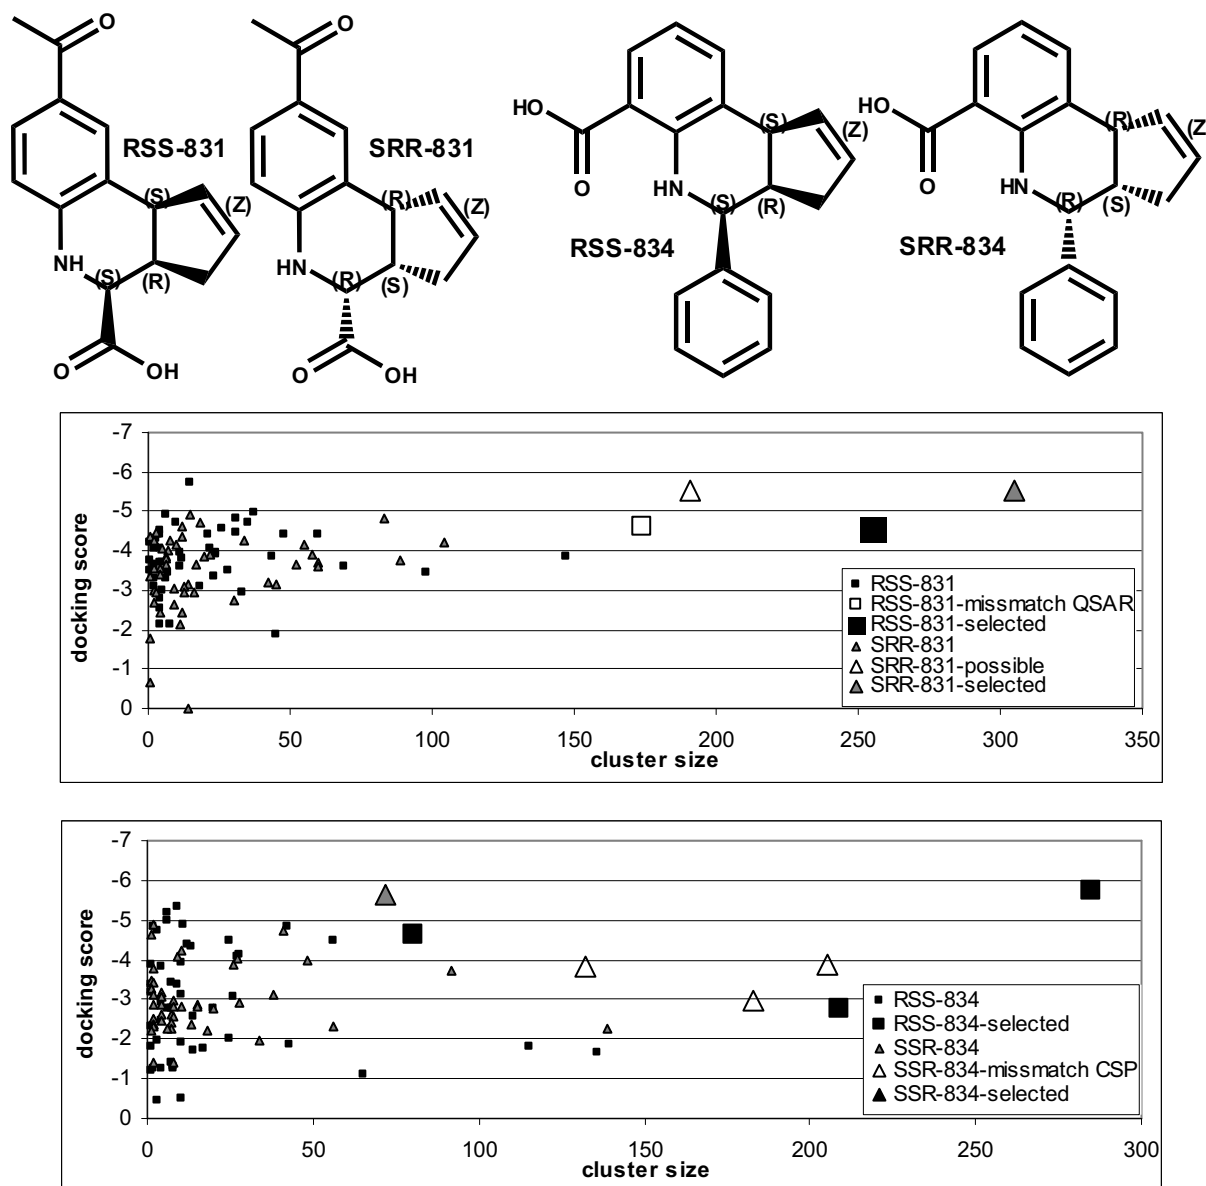 O
O
RSS-831
SRR-831
(S)
(R)
(Z)
(Z)
NH
HN
(S)
(R)
(R)
(S)
O
OH
O
OH
HO
O
HO
O
(S)
(R)
(Z)
(Z)
HN
HN
(S)
(R)
(R)
(S)
RSS-834
SRR-834
docking score
-7
-6
-5
-4
-3
-2
-1
0
0 50 100 150 200 250 300 350
cluster size
RSS-831
RSS-831-missmatch QSAR
RSS-831-selected
SRR-831
SRR-831-possible
SRR-831-selected
docking score
-7
-6
-5
-4
-3
-2
-1
0
0 50 100 150 200 250 300
cluster size
RSS-834
RSS-834-selected
SSR-834
SSR-834-missmatch CSP
SSR-834-selected